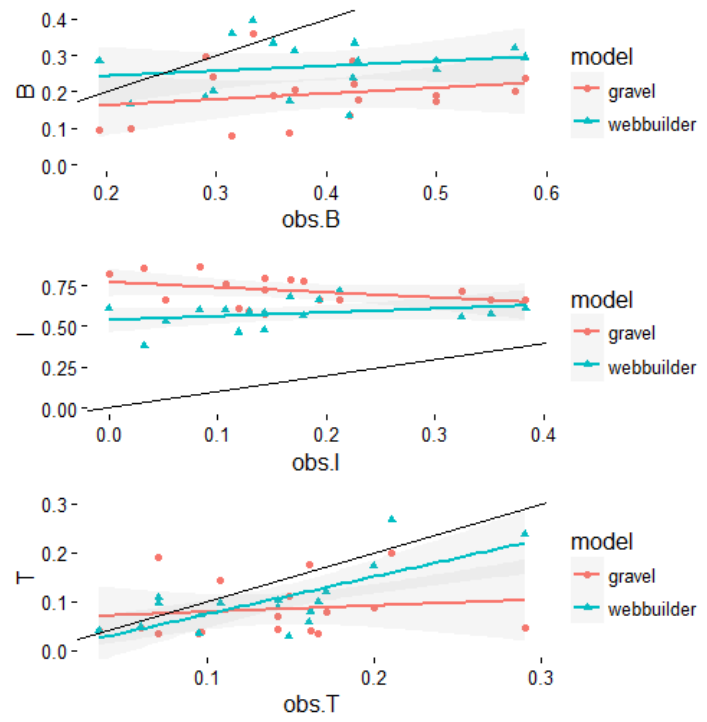 0.4
0.3
0.2
0.1
0.0
B
0.2 0.3 0.4 0.5 0.6
obs.B
model
gravel
webbuilder
0.75
0.50
0.25
0.00
I
0.0 0.1 0.2 0.3 0.4
obs.I
model
gravel
webbuilder
0.3
0.2
0.1
0.0
T
0.1 0.2 0.3
obs.T
model
gravel
webbuilder